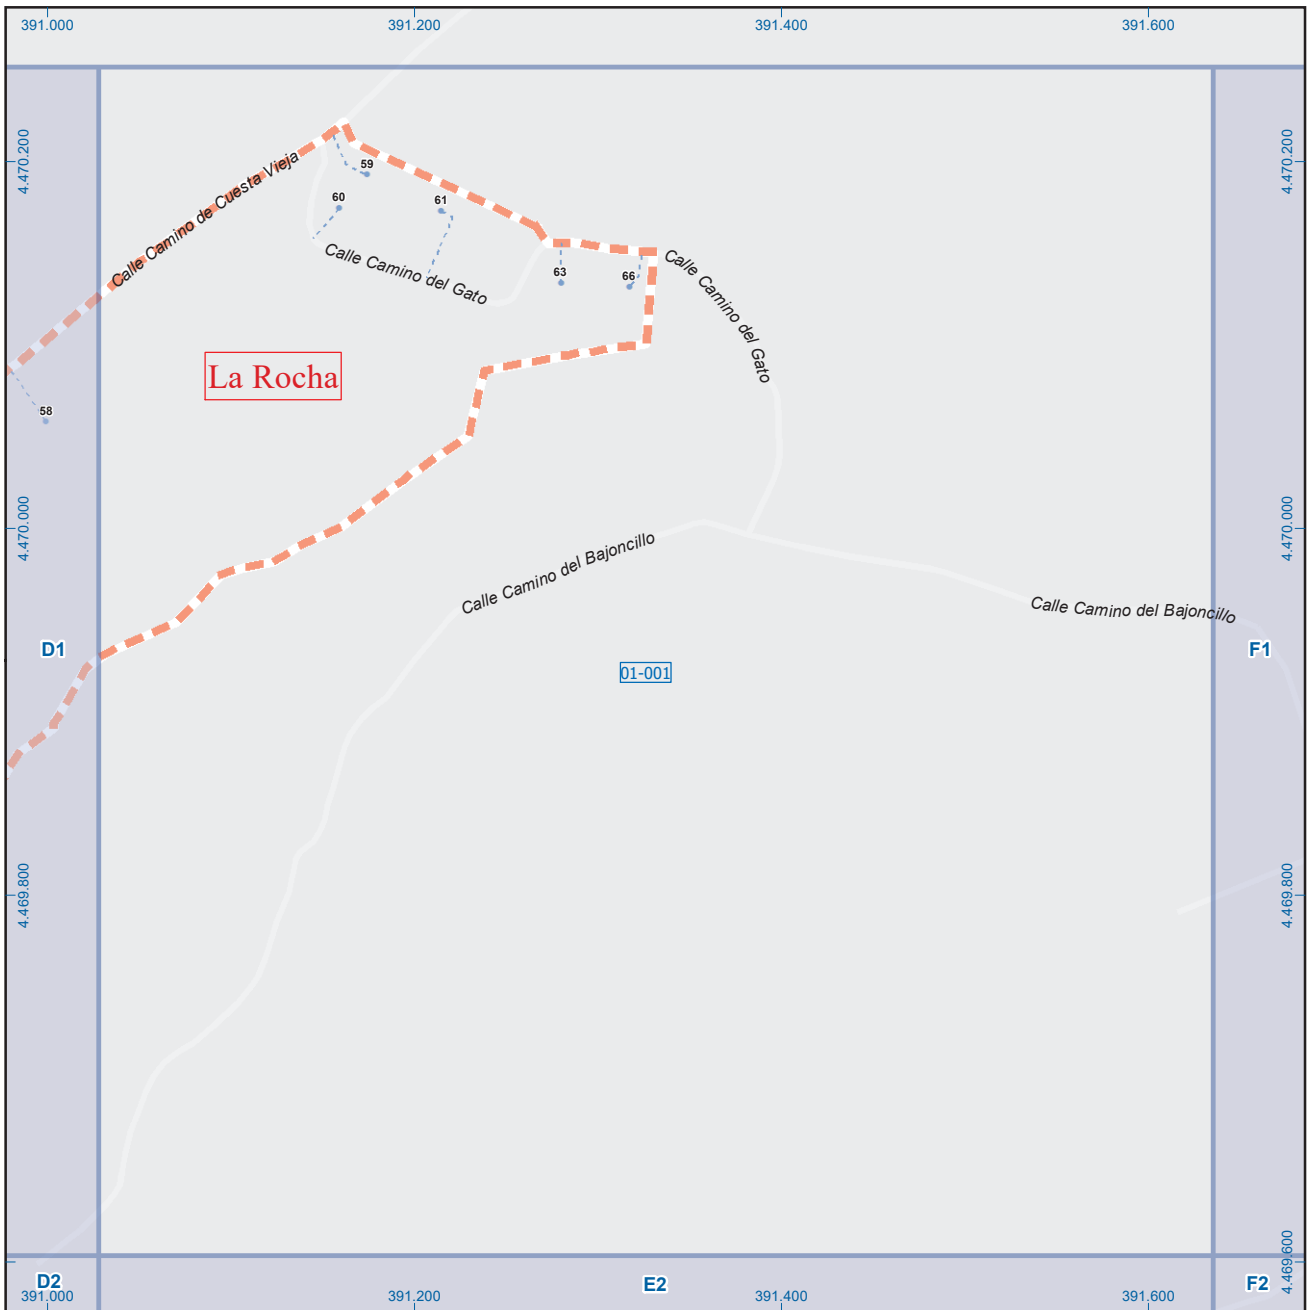 391.000
391.200
391.400
391.600
4.470.200
4.470.200
Calle Camino de Cuesta Vieja
59
60
61
Calle Camino del Gato
63
66
Calle Camino del Gato
La Rocha
58
4.470.000
4.470.000
Calle Camino del Bajoncillo
Calle Camino del Bajoncillo
D1
01-001
F1
4.469.800
4.469.800
4.469.600
D2
E2
F2
391.000
391.200
391.400
391.600